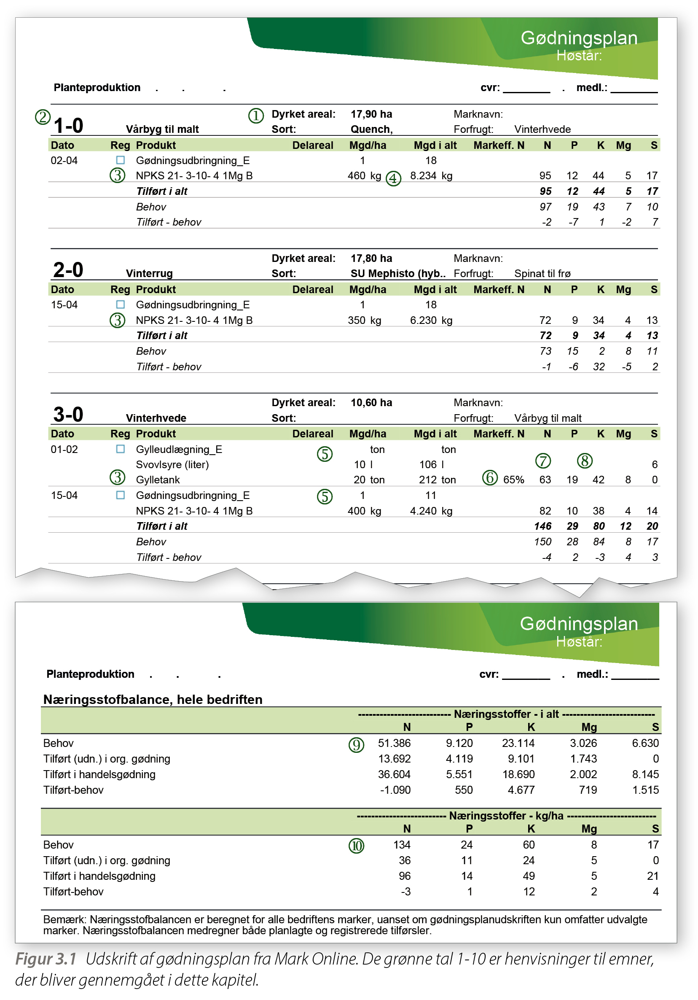 Gødningsplan
Høstår:
Planteproduktion . . . cvr: ________ . medl.: ________
② 1-0 Vårbyg til malt ① Dyrket areal: 17,90 ha Marknavn:
Sort: Quench, Forfrugt: Vinterhvede
Dato Reg Produkt Delareal Mgd/ha Mgd i alt Markeff. N N P K Mg S
02-04 Gødningsudbringning_E 1 18
③ NPKS 21- 3-10- 4 1Mg B 460 kg ④ 8.234 kg 95 12 44 5 17
Tilført i alt 95 12 44 5 17
Behov 97 19 43 7 10
Tilført - behov -2 -7 1 -2 7
2-0 Vinterrug Dyrket areal: 17,80 ha Marknavn:
Sort: SU Mephisto (hyb.. Forfrugt: Spinat til frø
Dato Reg Produkt Delareal Mgd/ha Mgd i alt Markeff. N N P K Mg S
15-04 Gødningsudbringning_E 1 18
③ NPKS 21- 3-10- 4 1Mg B 350 kg 6.230 kg 72 9 34 4 13
Tilført i alt 72 9 34 4 13
Behov 73 15 2 8 11
Tilført - behov -1 -6 32 -5 2
3-0 Vinterhvede Dyrket areal: 10,60 ha Marknavn:
Sort: Forfrugt: Vårbyg til malt
Dato Reg Produkt Delareal Mgd/ha Mgd i alt Markeff. N N P K Mg S
01-02 Gylleudlægning_E ⑤ ton ton
Svovlsyre (liter) 10 l 106 l ⑦ ⑧ 6
③ Gylletank 20 ton 212 ton ⑥ 65% 63 19 42 8 0
15-04 Gødningsudbringning_E ⑤ 1 11
NPKS 21- 3-10- 4 1Mg B 400 kg 4.240 kg 82 10 38 4 14
Tilført i alt 146 29 80 12 20
Behov 150 28 84 8 17
Tilført - behov -4 2 -3 4 3
Gødningsplan
Høstår:
Planteproduktion . . . cvr: ________ . medl.: ________
Næringsstofbalance, hele bedriften
-------------------------- Næringsstoffer - i alt --------------------------
N P K Mg S
Behov ⑨ 51.386 9.120 23.114 3.026 6.630
Tilført (udn.) i org. gødning 13.692 4.119 9.101 1.743 0
Tilført i handelsgødning 36.604 5.551 18.690 2.002 8.145
Tilført-behov -1.090 550 4.677 719 1.515
------------------------- Næringsstoffer - kg/ha -------------------------
N P K Mg S
Behov ⑩ 134 24 60 8 17
Tilført (udn.) i org. gødning 36 11 24 5 0
Tilført i handelsgødning 96 14 49 5 21
Tilført-behov -3 1 12 2 4
Bemærk: Næringsstofbalancen er beregnet for alle bedriftens marker, uanset om gødningsplanudskriften kun omfatter udvalgte
marker. Næringsstofbalancen medregner både planlagte og registrerede tilførsler.
Figur 3.1 Udskrift af gødningsplan fra Mark Online. De grønne tal 1-10 er henvisninger til emner,
der bliver gennemgået i dette kapitel.